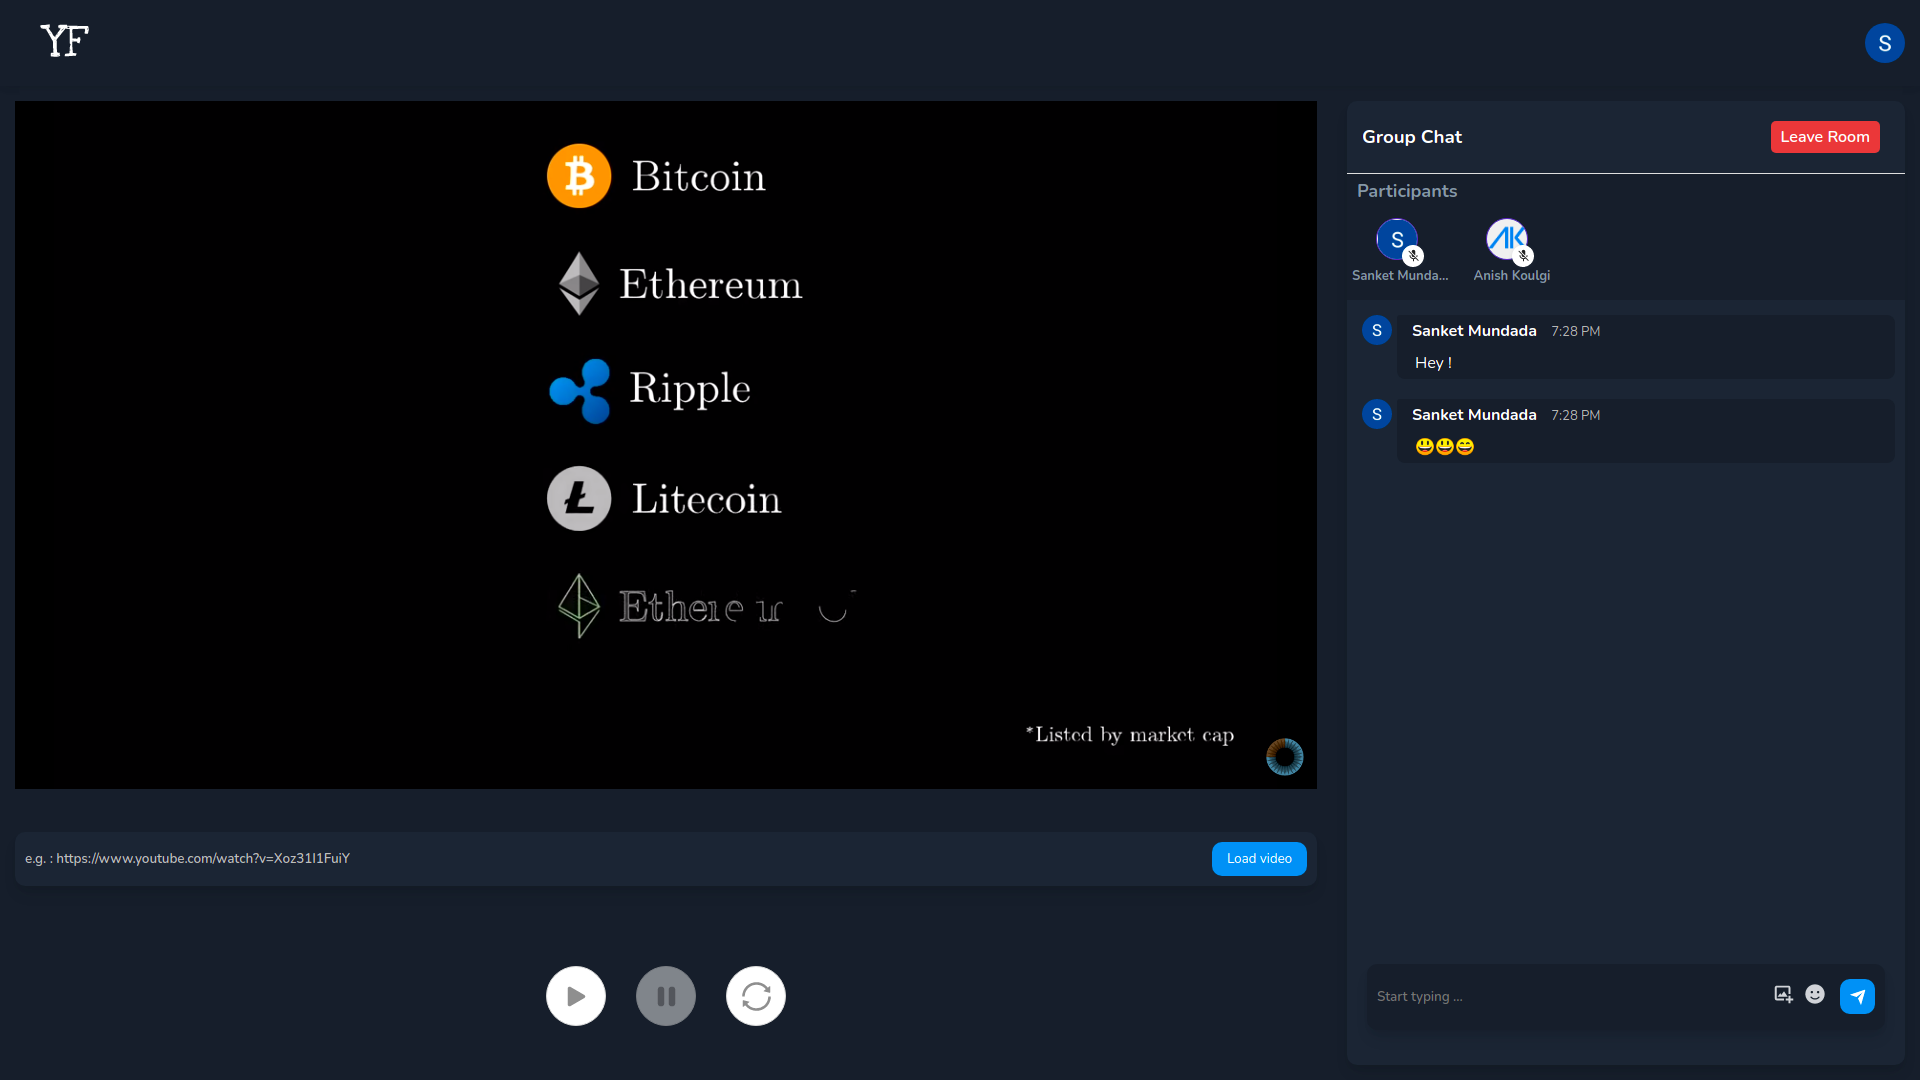 YF
S
Bitcoin
Ethereum
Ripple
Litecoin
*Listed by market cap
e.g. : https://www.youtube.com/watch?v=Xoz31I1FuiY
Load video
Group Chat
Leave Room
Participants
S
AK
Sanket Munda...
Anish Koulgi
S
Sanket Mundada 7:28 PM
Hey !
S
Sanket Mundada 7:28 PM
😃😃😄
Start typing ...